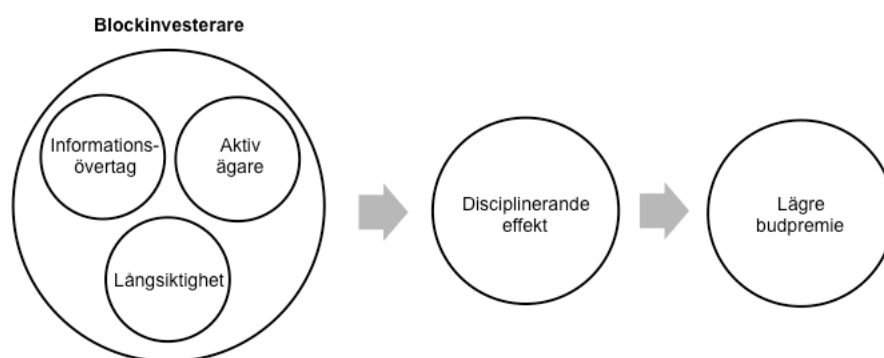 Blockinvesterare
Informations-
övertag
Aktiv
ägare
Långsiktighet
Disciplinerande
effekt
Lägre
budpremie